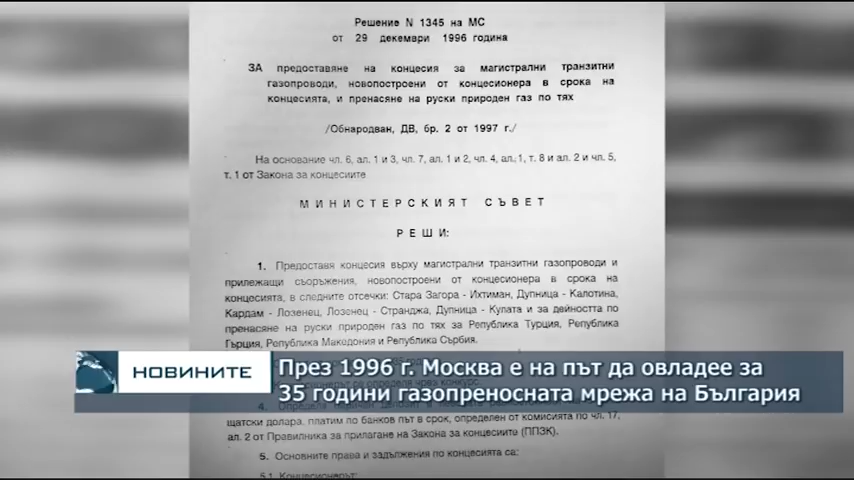 Решение N 1345 на МС
от 29 декември 1996 година
ЗА предоставяне на концесия за магистрални транзитни
газопроводи, новопостроени от концесионера в срока на
концесията, и пренасяне на руски природен газ по тях
/Обнародван, ДВ, бр. 2 от 1997 г./
На основание чл. 6, ал. 1 и 3, чл. 7, ал. 1 и 2, чл. 4, ал. 1, т. 8 и ал. 2 и чл. 5,
т. 1 от Закона за концесиите
МИНИСТЕРСКИЯТ СЪВЕТ
РЕШИ:
1. Предоставя концесия върху магистрални транзитни газопроводи и
прилежащи съоръжения, новопостроени от концесионера в срока на
концесията, в следните отсечки: Стара Загора - Ихтиман, Дупница - Калотина,
Кардам - Лозенец, Лозенец - Странджа, Дупница - Кулата и за дейността по
пренасяне на руски природен газ по тях за Република Турция, Република
Гърция, Република Македония и Република Сърбия.
НОВИНИТЕ
През 1996 г. Москва е на път да овладее за
35 години газопреносната мрежа на България
щатски долара, платим по банков път в срок, определен от комисията по чл. 17,
ал. 2 от Правилника за прилагане на Закона за концесиите (ППЗК).
5. Основните права и задължения по концесията са:
5.1. Концесионерът: